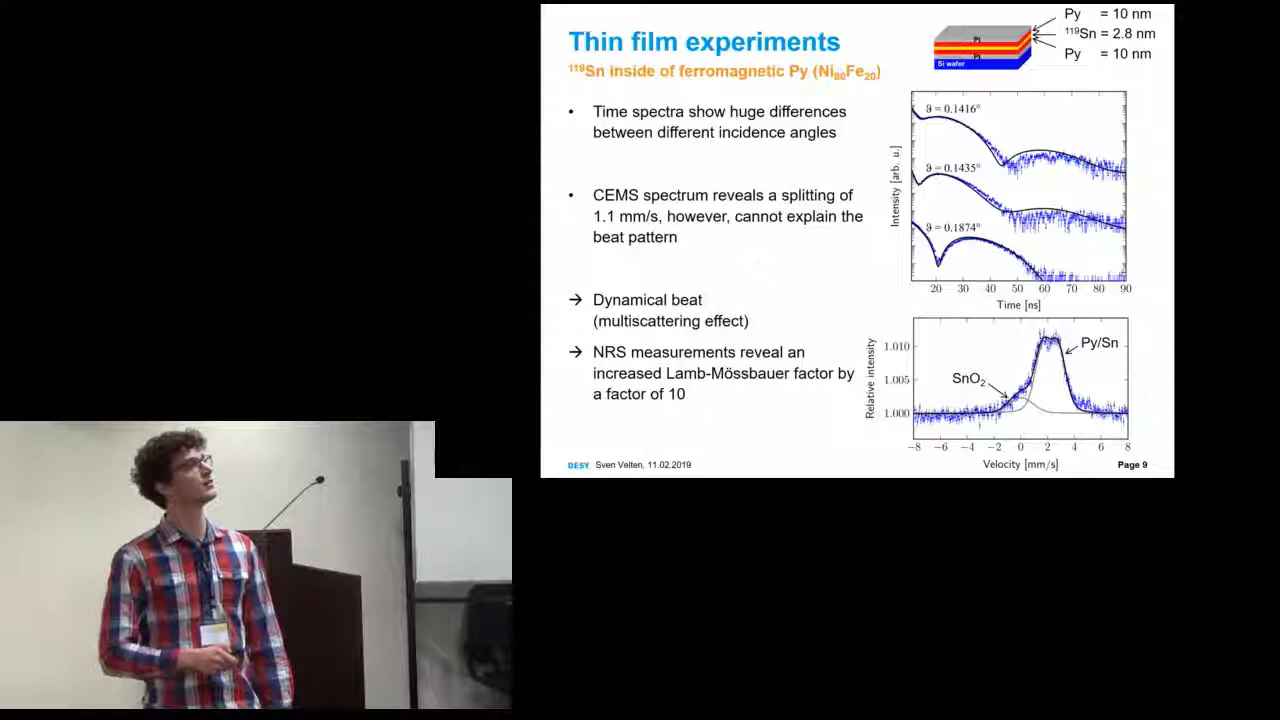 Thin film experiments
¹¹⁹Sn inside of ferromagnetic Py (Ni₈₀Fe₂₀)
• Time spectra show huge differences
between different incidence angles
• CEMS spectrum reveals a splitting of
1.1 mm/s, however, cannot explain the
beat pattern
→ Dynamical beat
(multiscattering effect)
→ NRS measurements reveal an
increased Lamb-Mössbauer factor by
a factor of 10
Py = 10 nm
¹¹⁹Sn = 2.8 nm
Py = 10 nm
Pt
Pt
Si wafer
ϑ = 0.1416°
ϑ = 0.1435°
ϑ = 0.1874°
Intensity [arb. u.]
20 30 40 50 60 70 80 90
Time [ns]
Relative intensity
1.010
1.005
1.000
Py/Sn
SnO₂
−8 −6 −4 −2 0 2 4 6 8
Velocity [mm/s]
DESY Sven Velten, 11.02.2019
Page 9